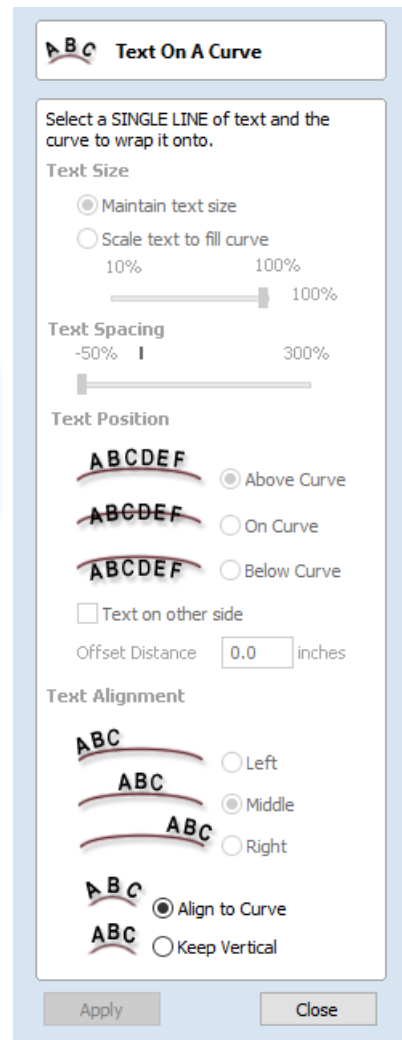 ABC Text On A Curve
Select a SINGLE LINE of text and the
curve to wrap it onto.
Text Size
Maintain text size
Scale text to fill curve
10% 100%
100%
Text Spacing
-50% 300%
Text Position
ABCDEF Above Curve
ABCDEF On Curve
ABCDEF Below Curve
Text on other side
Offset Distance 0.0 inches
Text Alignment
ABC Left
ABC Middle
ABC Right
ABC Align to Curve
ABC Keep Vertical
Apply Close